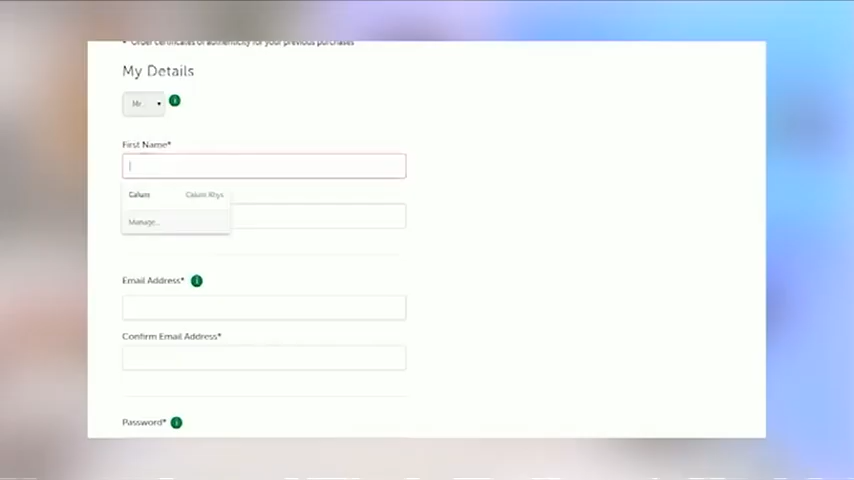 • Order certificates of authenticity for your previous purchases
My Details
Mr
First Name*
Calum Calum Rhys
Manage...
Email Address*
Confirm Email Address*
Password*